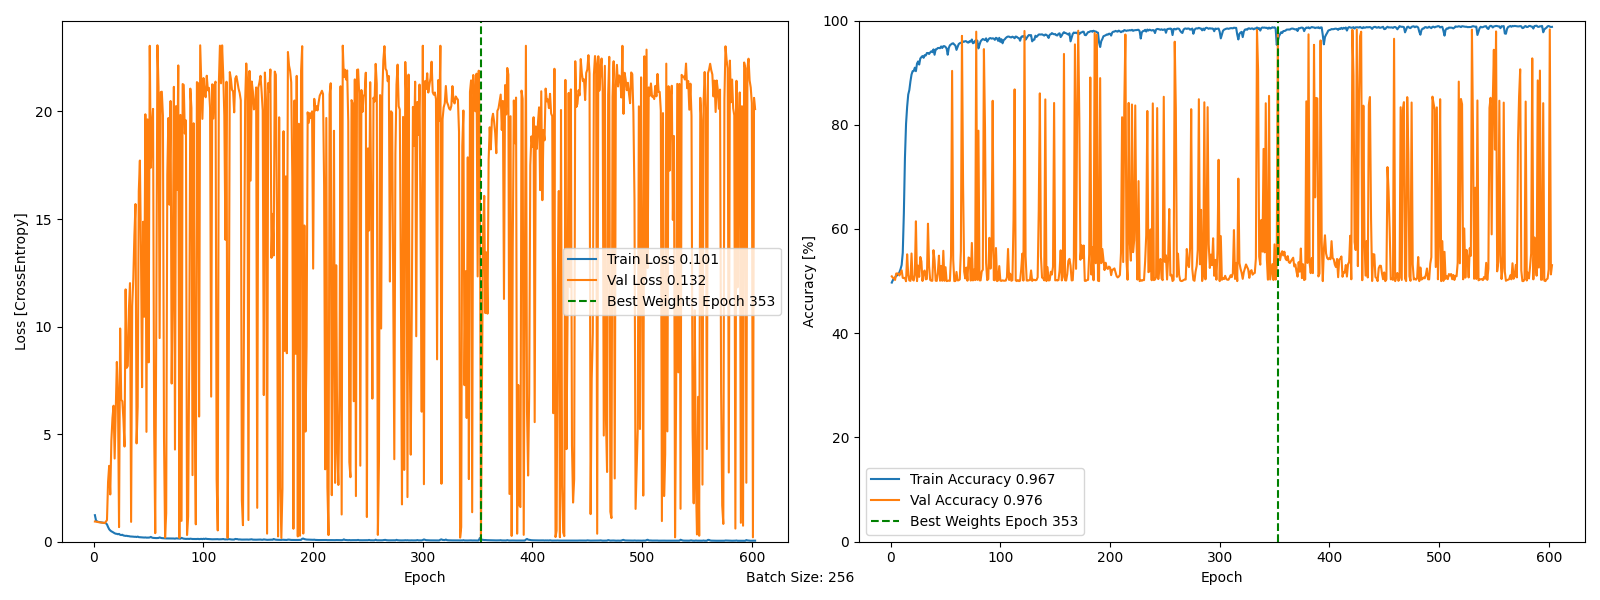 Loss [CrossEntropy]
20
15
10
5
0
0 100 200 300 400 500 600
Epoch
Train Loss 0.101
Val Loss 0.132
Best Weights Epoch 353
Batch Size: 256
Accuracy [%]
100
80
60
40
20
0
0 100 200 300 400 500 600
Epoch
Train Accuracy 0.967
Val Accuracy 0.976
Best Weights Epoch 353